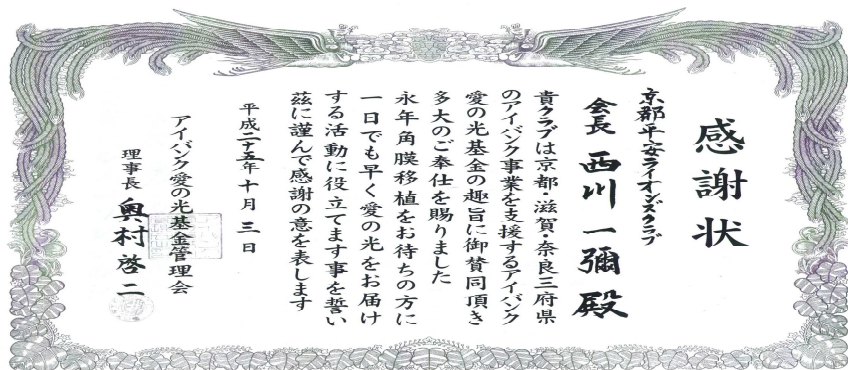 感謝状
京都平安ライオンズクラブ
会長 西川一彌殿
貴クラブは京都・滋賀・奈良三府県
のアイバンク事業を支援するアイバンク
愛の光基金の趣旨に御賛同頂き
多大のご奉仕を賜りました
永年角膜移植をお待ちの方に
一日でも早く愛の光をお届け
する活動に役立てます事を誓い
茲に謹んで感謝の意を表します
平成二十五年十月三日
アイバンク愛の光基金管理会
理事長 奥村啓二